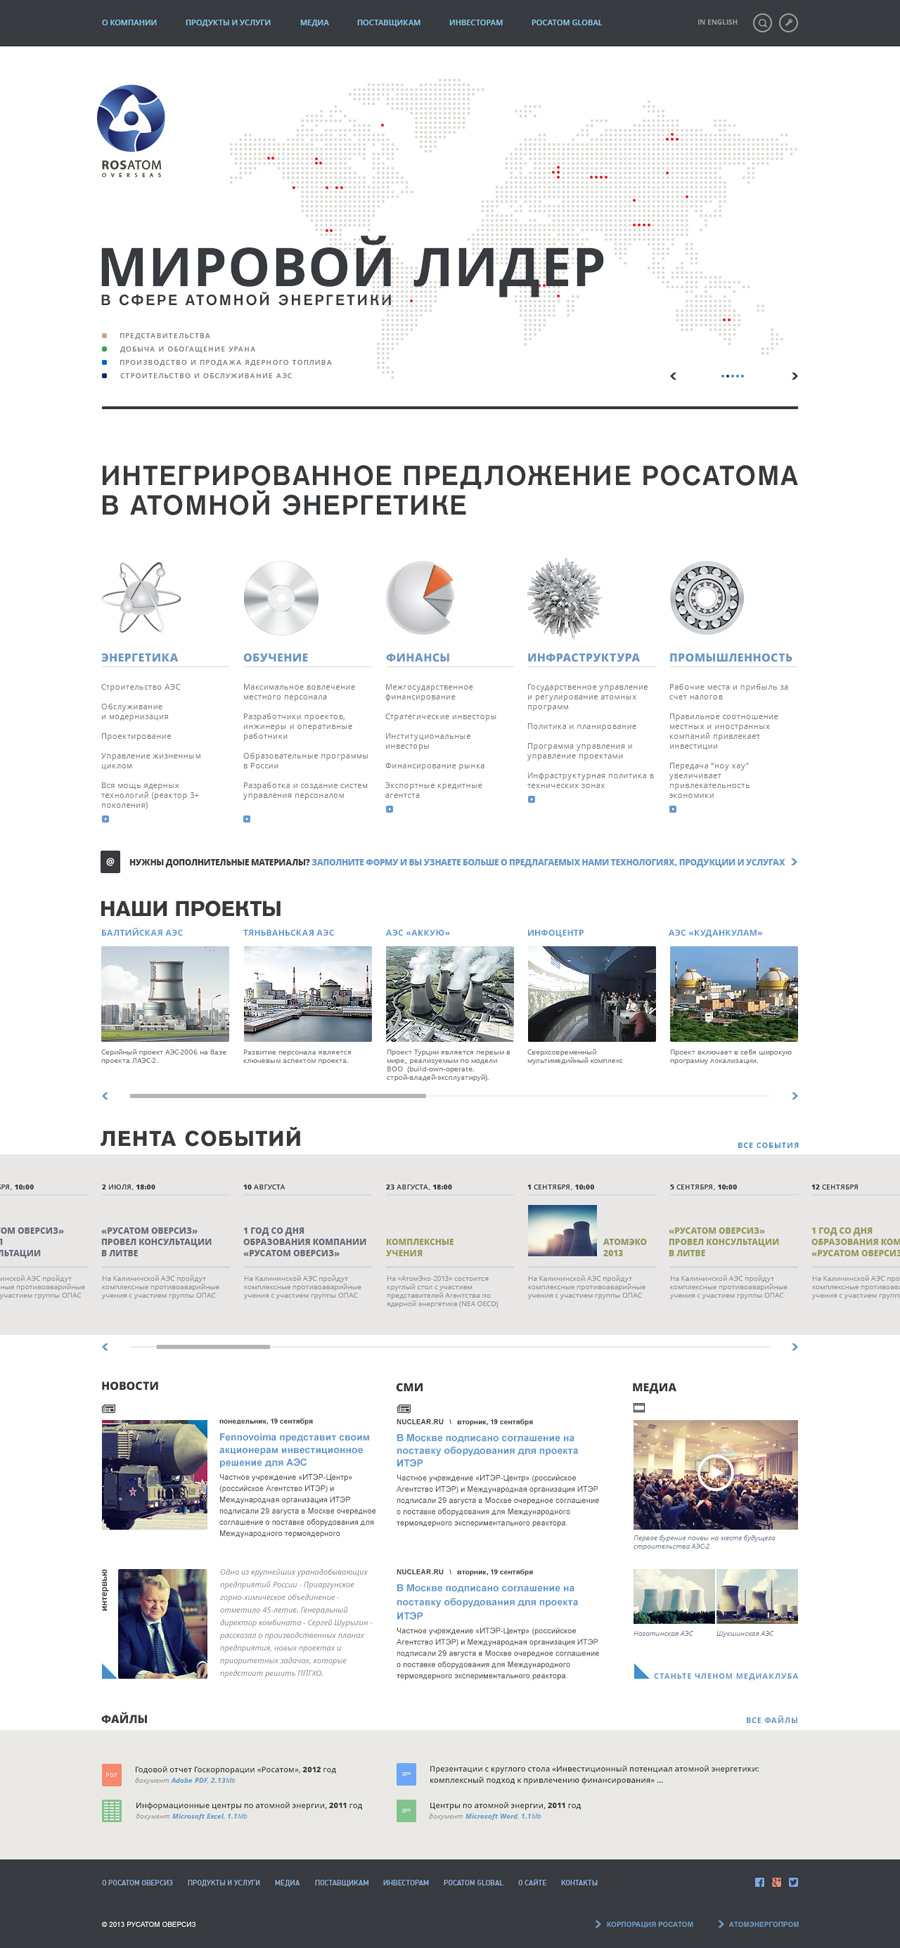 О КОМПАНИИ ПРОДУКТЫ И УСЛУГИ МЕДИА ПОСТАВЩИКАМ ИНВЕСТОРАМ РОСАТОМ GLOBAL IN ENGLISH
ROSATOM
OVERSEAS
МИРОВОЙ ЛИДЕР
В СФЕРЕ АТОМНОЙ ЭНЕРГЕТИКИ
ПРЕДСТАВИТЕЛЬСТВА
ДОБЫЧА И ОБОГАЩЕНИЕ УРАНА
ПРОИЗВОДСТВО И ПРОДАЖА ЯДЕРНОГО ТОПЛИВА
СТРОИТЕЛЬСТВО И ОБСЛУЖИВАНИЕ АЭС
ИНТЕГРИРОВАННОЕ ПРЕДЛОЖЕНИЕ РОСАТОМА
В АТОМНОЙ ЭНЕРГЕТИКЕ
ЭНЕРГЕТИКА
Строительство АЭС
Обслуживание
и модернизация
Проектирование
Управление жизненным
циклом
Вся мощь ядерных
технологий (реактор 3+
поколения)
ОБУЧЕНИЕ
Максимальное вовлечение
местного персонала
Разработчики проектов,
инжинеры и оперативные
работники
Образовательные программы
в России
Разработка и создание систем
управления персоналом
ФИНАНСЫ
Межгосударственное
финансирование
Стратегические инвесторы
Институциональные
инвесторы
Финансирование рынка
Экспортные кредитные
агентста
ИНФРАСТРУКТУРА
Государственное управление
и регулирование атомных
программ
Политика и планирование
Программа управления и
управление проектами
Инфраструктурная политика в
технических зонах
ПРОМЫШЛЕННОСТЬ
Рабочие места и прибыль за
счет налогов
Правильное соотношение
местных и иностранных
компаний привлекает
инвестиции
Передача "ноу хау"
увеличивает
привлекательность
экономики
@ НУЖНЫ ДОПОЛНИТЕЛЬНЫЕ МАТЕРИАЛЫ? ЗАПОЛНИТЕ ФОРМУ И ВЫ УЗНАЕТЕ БОЛЬШЕ О ПРЕДЛАГАЕМЫХ НАМИ ТЕХНОЛОГИЯХ, ПРОДУКЦИИ И УСЛУГАХ
НАШИ ПРОЕКТЫ
БАЛТИЙСКАЯ АЭС
Серийный проект АЭС-2006 на базе
проекта ЛАЭС-2.
ТЯНЬВАНЬСКАЯ АЭС
Развитие персонала является
ключевым аспектом проекта.
АЭС «АККУЮ»
Проект Турции является первым в
мире, реализуемым по модели
BOO (build-own-operate,
строй-владей-эксплуатируй).
ИНФОЦЕНТР
Сверхсовременный
мультимедийный комплекс
АЭС «КУДАНКУЛАМ»
Проект включает в себя широкую
программу локализации.
ЛЕНТА СОБЫТИЙ
ВСЕ СОБЫТИЯ
БРЯ, 10:00
ТОМ ОВЕРСИЗ»
Л
ЛЬТАЦИИ
нинской АЭС пройдут
ксные противоаварийные
участием группы ОПАС
2 ИЮЛЯ, 18:00
«РУСАТОМ ОВЕРСИЗ»
ПРОВЕЛ КОНСУЛЬТАЦИИ
В ЛИТВЕ
На Калининской АЭС пройдут
комплексные противоаварийные
учения с участием группы ОПАС
10 АВГУСТА
1 ГОД СО ДНЯ
ОБРАЗОВАНИЯ КОМПАНИИ
«РУСАТОМ ОВЕРСИЗ»
На Калининской АЭС пройдут
комплексные противоаварийные
учения с участием группы ОПАС
23 АВГУСТА, 18:00
КОМПЛЕКСНЫЕ
УЧЕНИЯ
На «АтомЭко-2013» состоится
круглый стол с участием
представителей Агентства по
ядерной энергетике (NEA OECD)
1 СЕНТЯБРЯ, 10:00
АТОМЭКО
2013
На Калининской АЭС пройдут
комплексные противоаварийные
учения с участием группы ОПАС
5 СЕНТЯБРЯ, 10:00
«РУСАТОМ ОВЕРСИЗ»
ПРОВЕЛ КОНСУЛЬТАЦИИ
В ЛИТВЕ
На Калининской АЭС пройдут
комплексные противоаварийные
учения с участием группы ОПАС
12 СЕНТЯБРЯ
1 ГОД СО ДНЯ
ОБРАЗОВАНИЯ КОМ
«РУСАТОМ ОВЕРСИЗ
На Калининской АЭС пр
комплексные противоав
учения с участием групп
НОВОСТИ
понедельник, 19 сентября
Fennovoima представит своим
акционерам инвестиционное
решение для АЭС
Частное учреждение «ИТЭР-Центр»
(российское Агентство ИТЭР) и
Международная организация ИТЭР
подписали 29 августа в Москве очередное
соглашение о поставке оборудования для
Международного термоядерного
интервью
Одно из крупнейших уранодобывающих
предприятий России - Приаргунское
горно-химическое объединение -
отметило 45-летие. Генеральный
директор комбината - Сергей Шурыгин -
рассказал о производственных планах
предприятия, новых проектах и
приоритетных задачах, которые
предстоит решить ППГХО.
СМИ
NUCLEAR.RU \ вторник, 19 сентября
В Москве подписано соглашение на
поставку оборудования для проекта
ИТЭР
Частное учреждение «ИТЭР-Центр» (российское
Агентство ИТЭР) и Международная организация ИТЭР
подписали 29 августа в Москве очередное соглашение
о поставке оборудования для Международного
термоядерного экспериментального реактора.
NUCLEAR.RU \ вторник, 19 сентября
В Москве подписано соглашение на
поставку оборудования для проекта
ИТЭР
Частное учреждение «ИТЭР-Центр» (российское
Агентство ИТЭР) и Международная организация ИТЭР
подписали 29 августа в Москве очередное соглашение
о поставке оборудования для Международного
термоядерного экспериментального реактора.
МЕДИА
Первое бурение почвы на месте будущего
строительства АЭС-2
Нагатинская АЭС Шукшинская АЭС
СТАНЬТЕ ЧЛЕНОМ МЕДИАКЛУБА
ФАЙЛЫ
ВСЕ ФАЙЛЫ
PDF
Годовой отчет Госкорпорации «Росатом», 2012 год
документ Adobe PDF, 2.13Mb
Презентации с круглого стола «Инвестиционный потенциал атомной энергетики:
комплексный подход к привлечению финансирования» ...
Информационные центры по атомной энергии, 2011 год
документ Microsoft Excel, 1.1Mb
Центры по атомной энергии, 2011 год
документ Microsoft Word, 1.1Mb
О РОСАТОМ ОВЕРСИЗ ПРОДУКТЫ И УСЛУГИ МЕДИА ПОСТАВЩИКАМ ИНВЕСТОРАМ РОСАТОМ GLOBAL О САЙТЕ КОНТАКТЫ
© 2013 РУСАТОМ ОВЕРСИЗ
КОРПОРАЦИЯ РОСАТОМ АТОМЭНЕРГОПРОМ